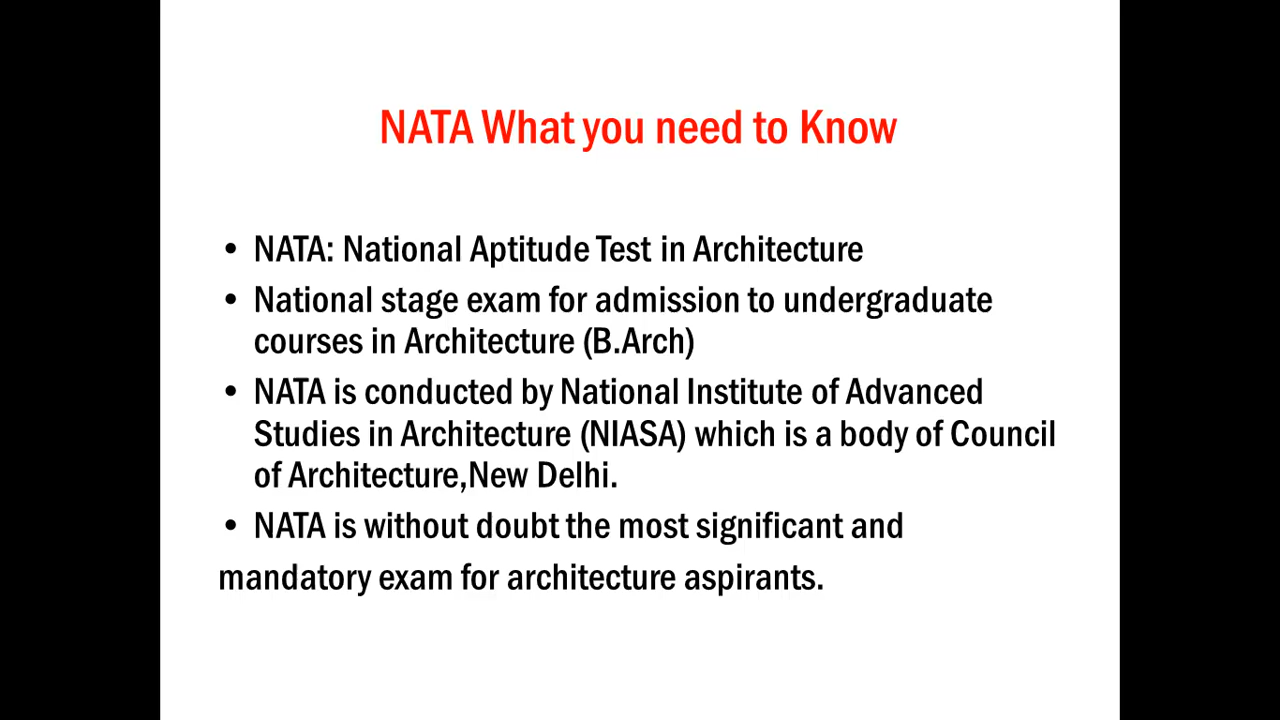 NATA What you need to Know
• NATA: National Aptitude Test in Architecture
• National stage exam for admission to undergraduate
courses in Architecture (B.Arch)
• NATA is conducted by National Institute of Advanced
Studies in Architecture (NIASA) which is a body of Council
of Architecture,New Delhi.
• NATA is without doubt the most significant and
mandatory exam for architecture aspirants.